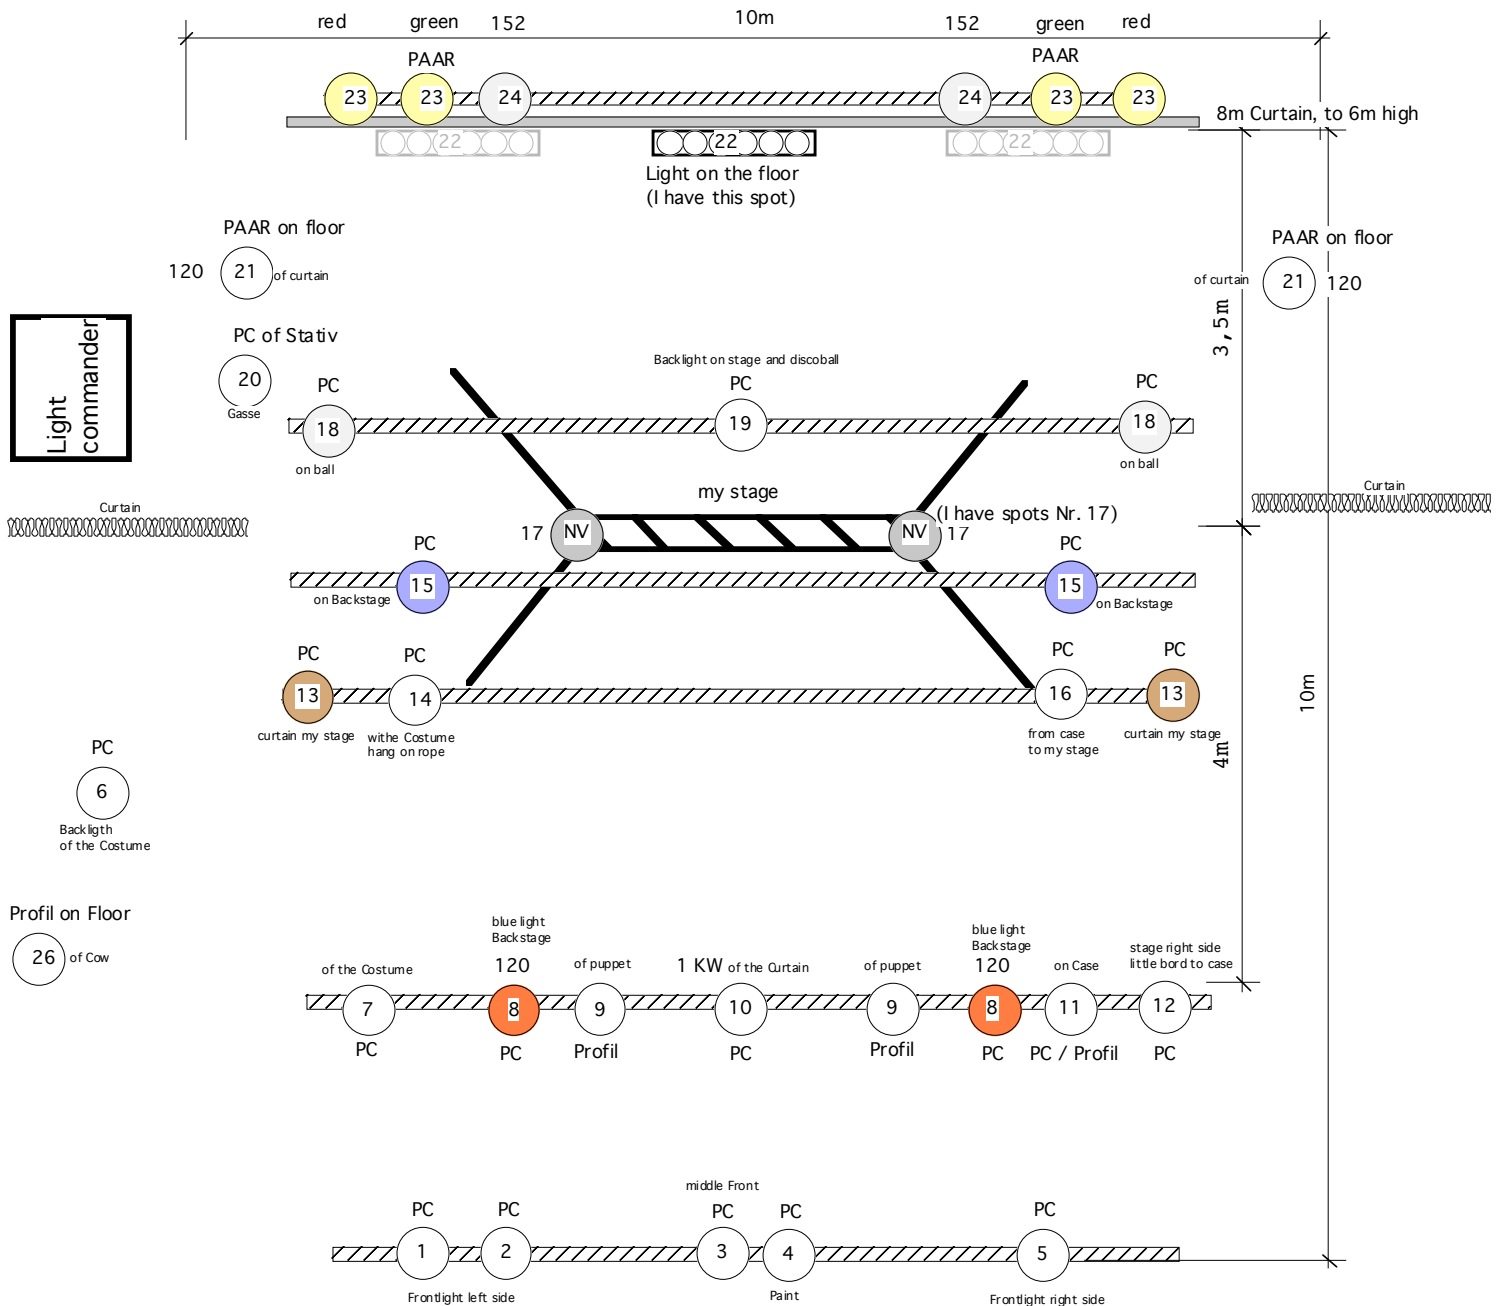 red green 152 10m 152 green red
PAAR PAAR
23 23 24 24 23 23
8m Curtain, to 6m high
22 22 22
Light on the floor
(I have this spot)
PAAR on floor
120 21 of curtain
PAAR on floor
of curtain 21 120
3,5m
Light
commander
PC of Stativ
20
Gasse
Backlight on stage and discoball
PC PC PC
18 19 18
on ball on ball
Curtain
Curtain
my stage
(I have spots Nr. 17)
17 NV NV 17
PC PC
15 15
on Backstage on Backstage
PC PC PC PC
13 14 16 13
curtain my stage
withe Costume
hang on rope
from case
to my stage
curtain my stage
10m
4m
PC
6
Backligth
of the Costume
Profil on Floor
26 of Cow
blue light
Backstage
blue light
Backstage
stage right side
little bord to case
of the Costume 120 of puppet 1 KW of the Curtain of puppet 120 on Case
7 8 9 10 9 8 11 12
PC PC Profil PC Profil PC PC / Profil PC
middle Front
PC PC PC PC PC
1 2 3 4 5
Frontlight left side Paint Frontlight right side